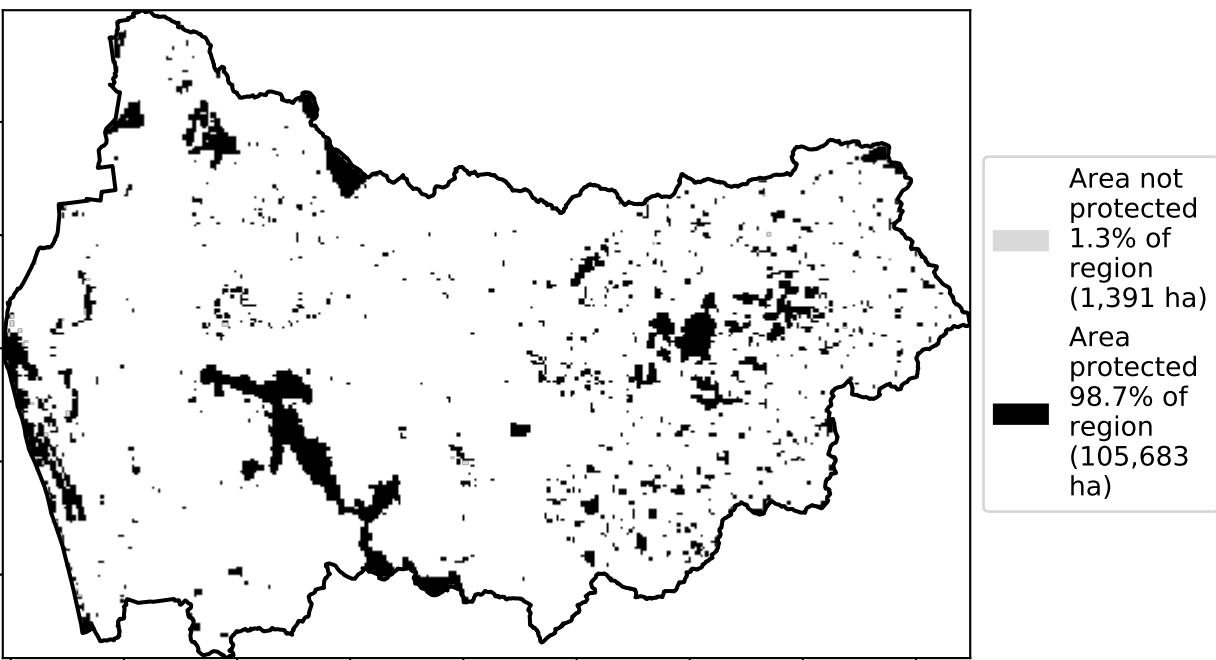 Area not
protected
1.3% of
region
(1,391 ha)
Area
protected
98.7% of
region
(105,683
ha)